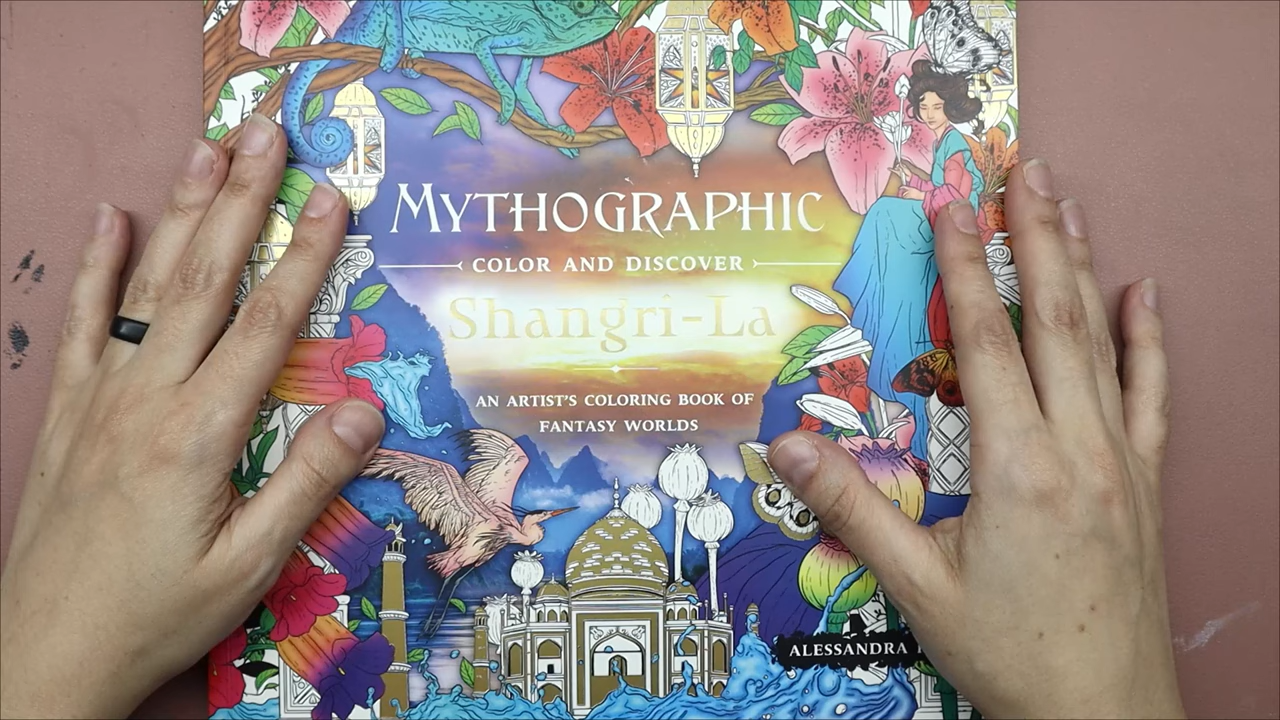 MYTHOGRAPHIC
COLOR AND DISCOVER
Shangri-La
AN ARTIST'S COLORING BOOK OF
FANTASY WORLDS
ALESSANDRA